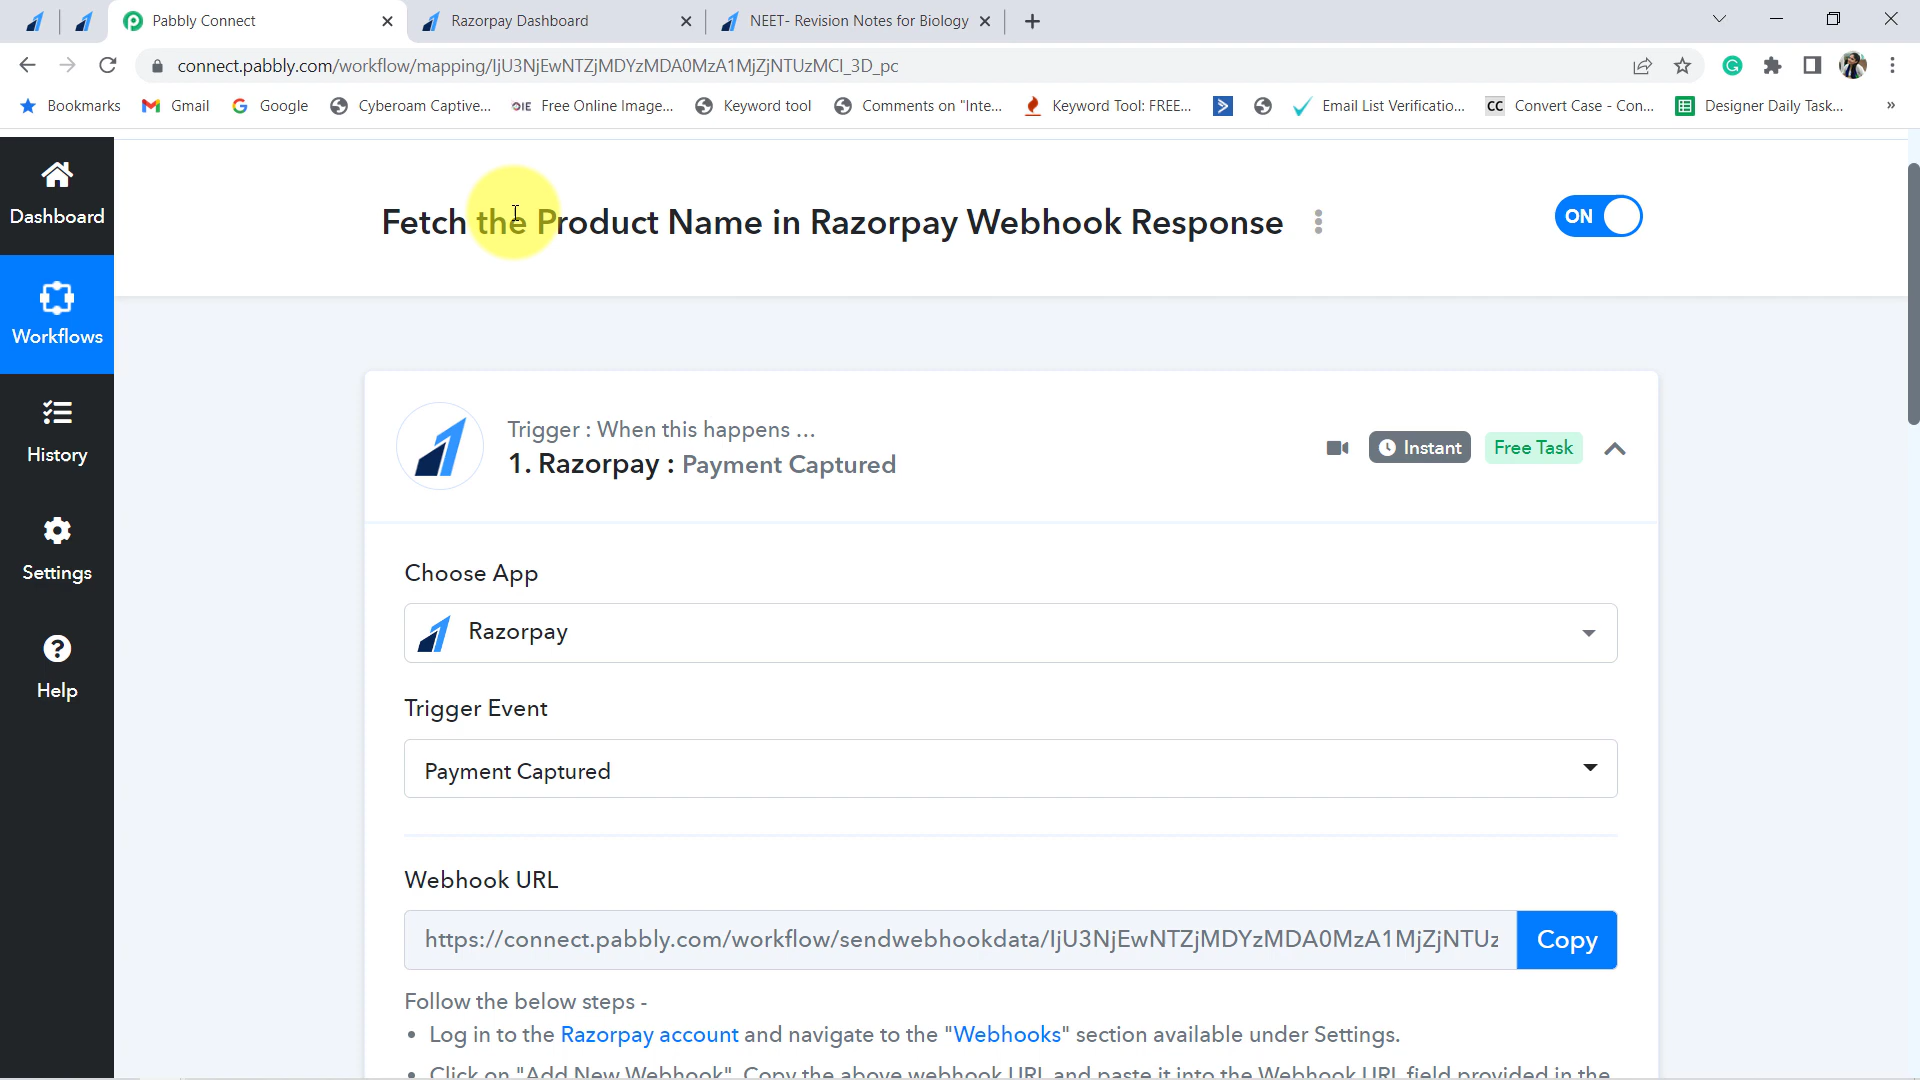 Pabbly Connect
Razorpay Dashboard
NEET- Revision Notes for Biology
connect.pabbly.com/workflow/mapping/IjU3NjEwNTZjMDYzMDA0MzA1MjZjNTUzMCI_3D_pc
Bookmarks
Gmail
Google
Cyberoam Captive...
OIE
Free Online Image...
Keyword tool
Comments on "Inte...
Keyword Tool: FREE...
Email List Verificatio...
CC
Convert Case - Con...
Designer Daily Task...
»
Dashboard
Workflows
History
Settings
Help
Fetch the Product Name in Razorpay Webhook Response
ON
Trigger : When this happens ...
1. Razorpay : Payment Captured
Instant
Free Task
Choose App
Razorpay
Trigger Event
Payment Captured
Webhook URL
https://connect.pabbly.com/workflow/sendwebhookdata/IjU3NjEwNTZjMDYzMDA0MzA1MjZjNTUz
Copy
Follow the below steps -
• Log in to the Razorpay account and navigate to the "Webhooks" section available under Settings.
• Click on "Add New Webhook". Copy the above webhook URL and paste it into the Webhook URL field provided in the